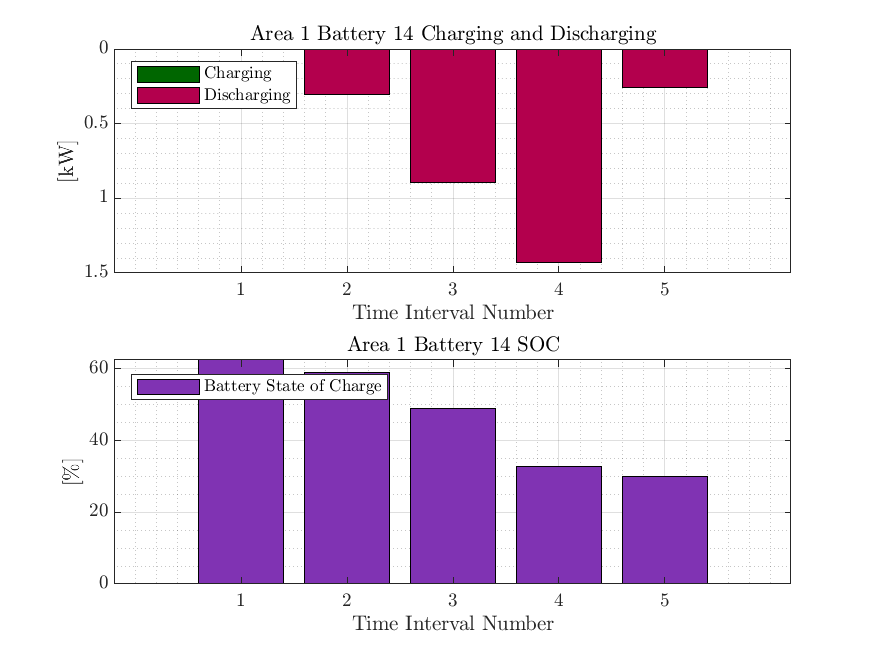 Area 1 Battery 14 Charging and Discharging
0
0.5
1
1.5
[kW]
Charging
Discharging
1 2 3 4 5
Time Interval Number
Area 1 Battery 14 SOC
60
40
20
0
[%]
Battery State of Charge
1 2 3 4 5
Time Interval Number